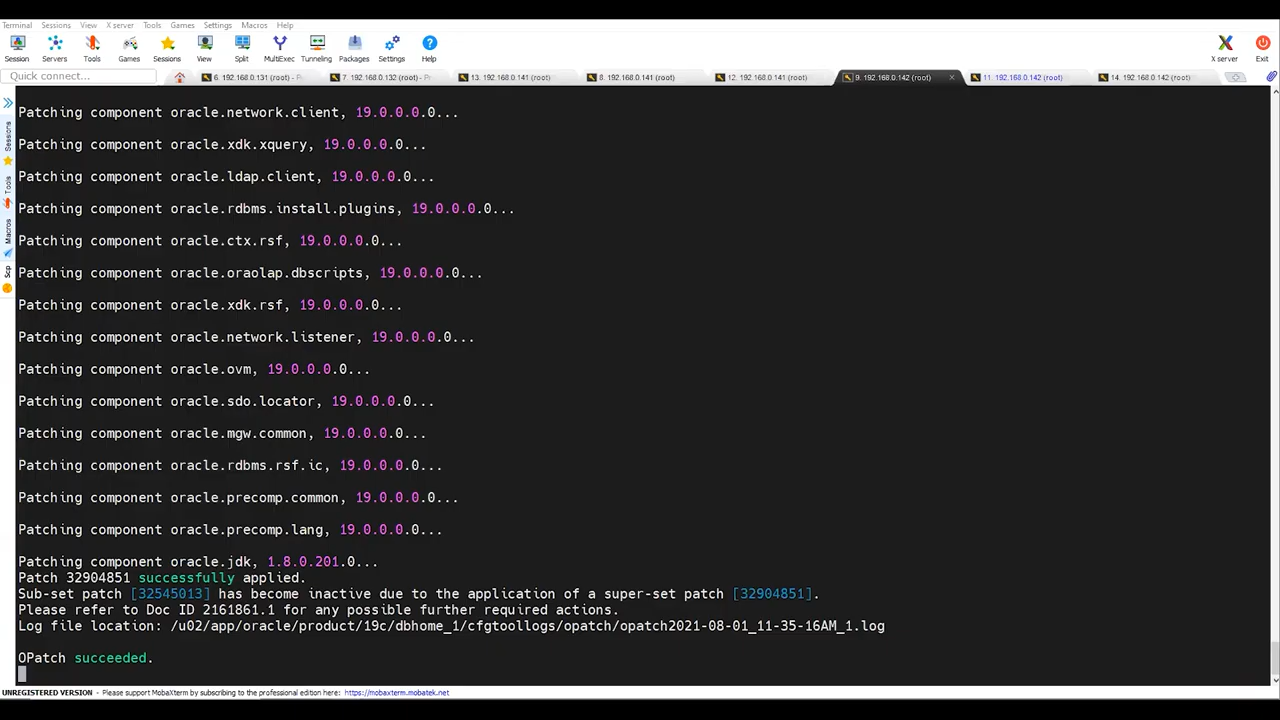 Terminal Sessions View X server Tools Games Settings Macros Help
Session Servers Tools Games Sessions View Split MultiExec Tunneling Packages Settings Help X server Exit
Quick connect... 6. 192.168.0.131 (root) - Pr 7. 192.168.0.132 (root) - Pr 13. 192.168.0.141 (root) 8. 192.168.0.141 (root) 12. 192.168.0.141 (root) 9. 192.168.0.142 (root) 11. 192.168.0.142 (root) 14. 192.168.0.142 (root)
Sessions
Tools
Macros
Scp
Patching component oracle.network.client, 19.0.0.0.0...
Patching component oracle.xdk.xquery, 19.0.0.0.0...
Patching component oracle.ldap.client, 19.0.0.0.0...
Patching component oracle.rdbms.install.plugins, 19.0.0.0.0...
Patching component oracle.ctx.rsf, 19.0.0.0.0...
Patching component oracle.oraolap.dbscripts, 19.0.0.0.0...
Patching component oracle.xdk.rsf, 19.0.0.0.0...
Patching component oracle.network.listener, 19.0.0.0.0...
Patching component oracle.ovm, 19.0.0.0.0...
Patching component oracle.sdo.locator, 19.0.0.0.0...
Patching component oracle.mgw.common, 19.0.0.0.0...
Patching component oracle.rdbms.rsf.ic, 19.0.0.0.0...
Patching component oracle.precomp.common, 19.0.0.0.0...
Patching component oracle.precomp.lang, 19.0.0.0.0...
Patching component oracle.jdk, 1.8.0.201.0...
Patch 32904851 successfully applied.
Sub-set patch [32545013] has become inactive due to the application of a super-set patch [32904851].
Please refer to Doc ID 2161861.1 for any possible further required actions.
Log file location: /u02/app/oracle/product/19c/dbhome_1/cfgtoollogs/opatch/opatch2021-08-01_11-35-16AM_1.log
OPatch succeeded.
UNREGISTERED VERSION - Please support MobaXterm by subscribing to the professional edition here: https://mobaxterm.mobatek.net